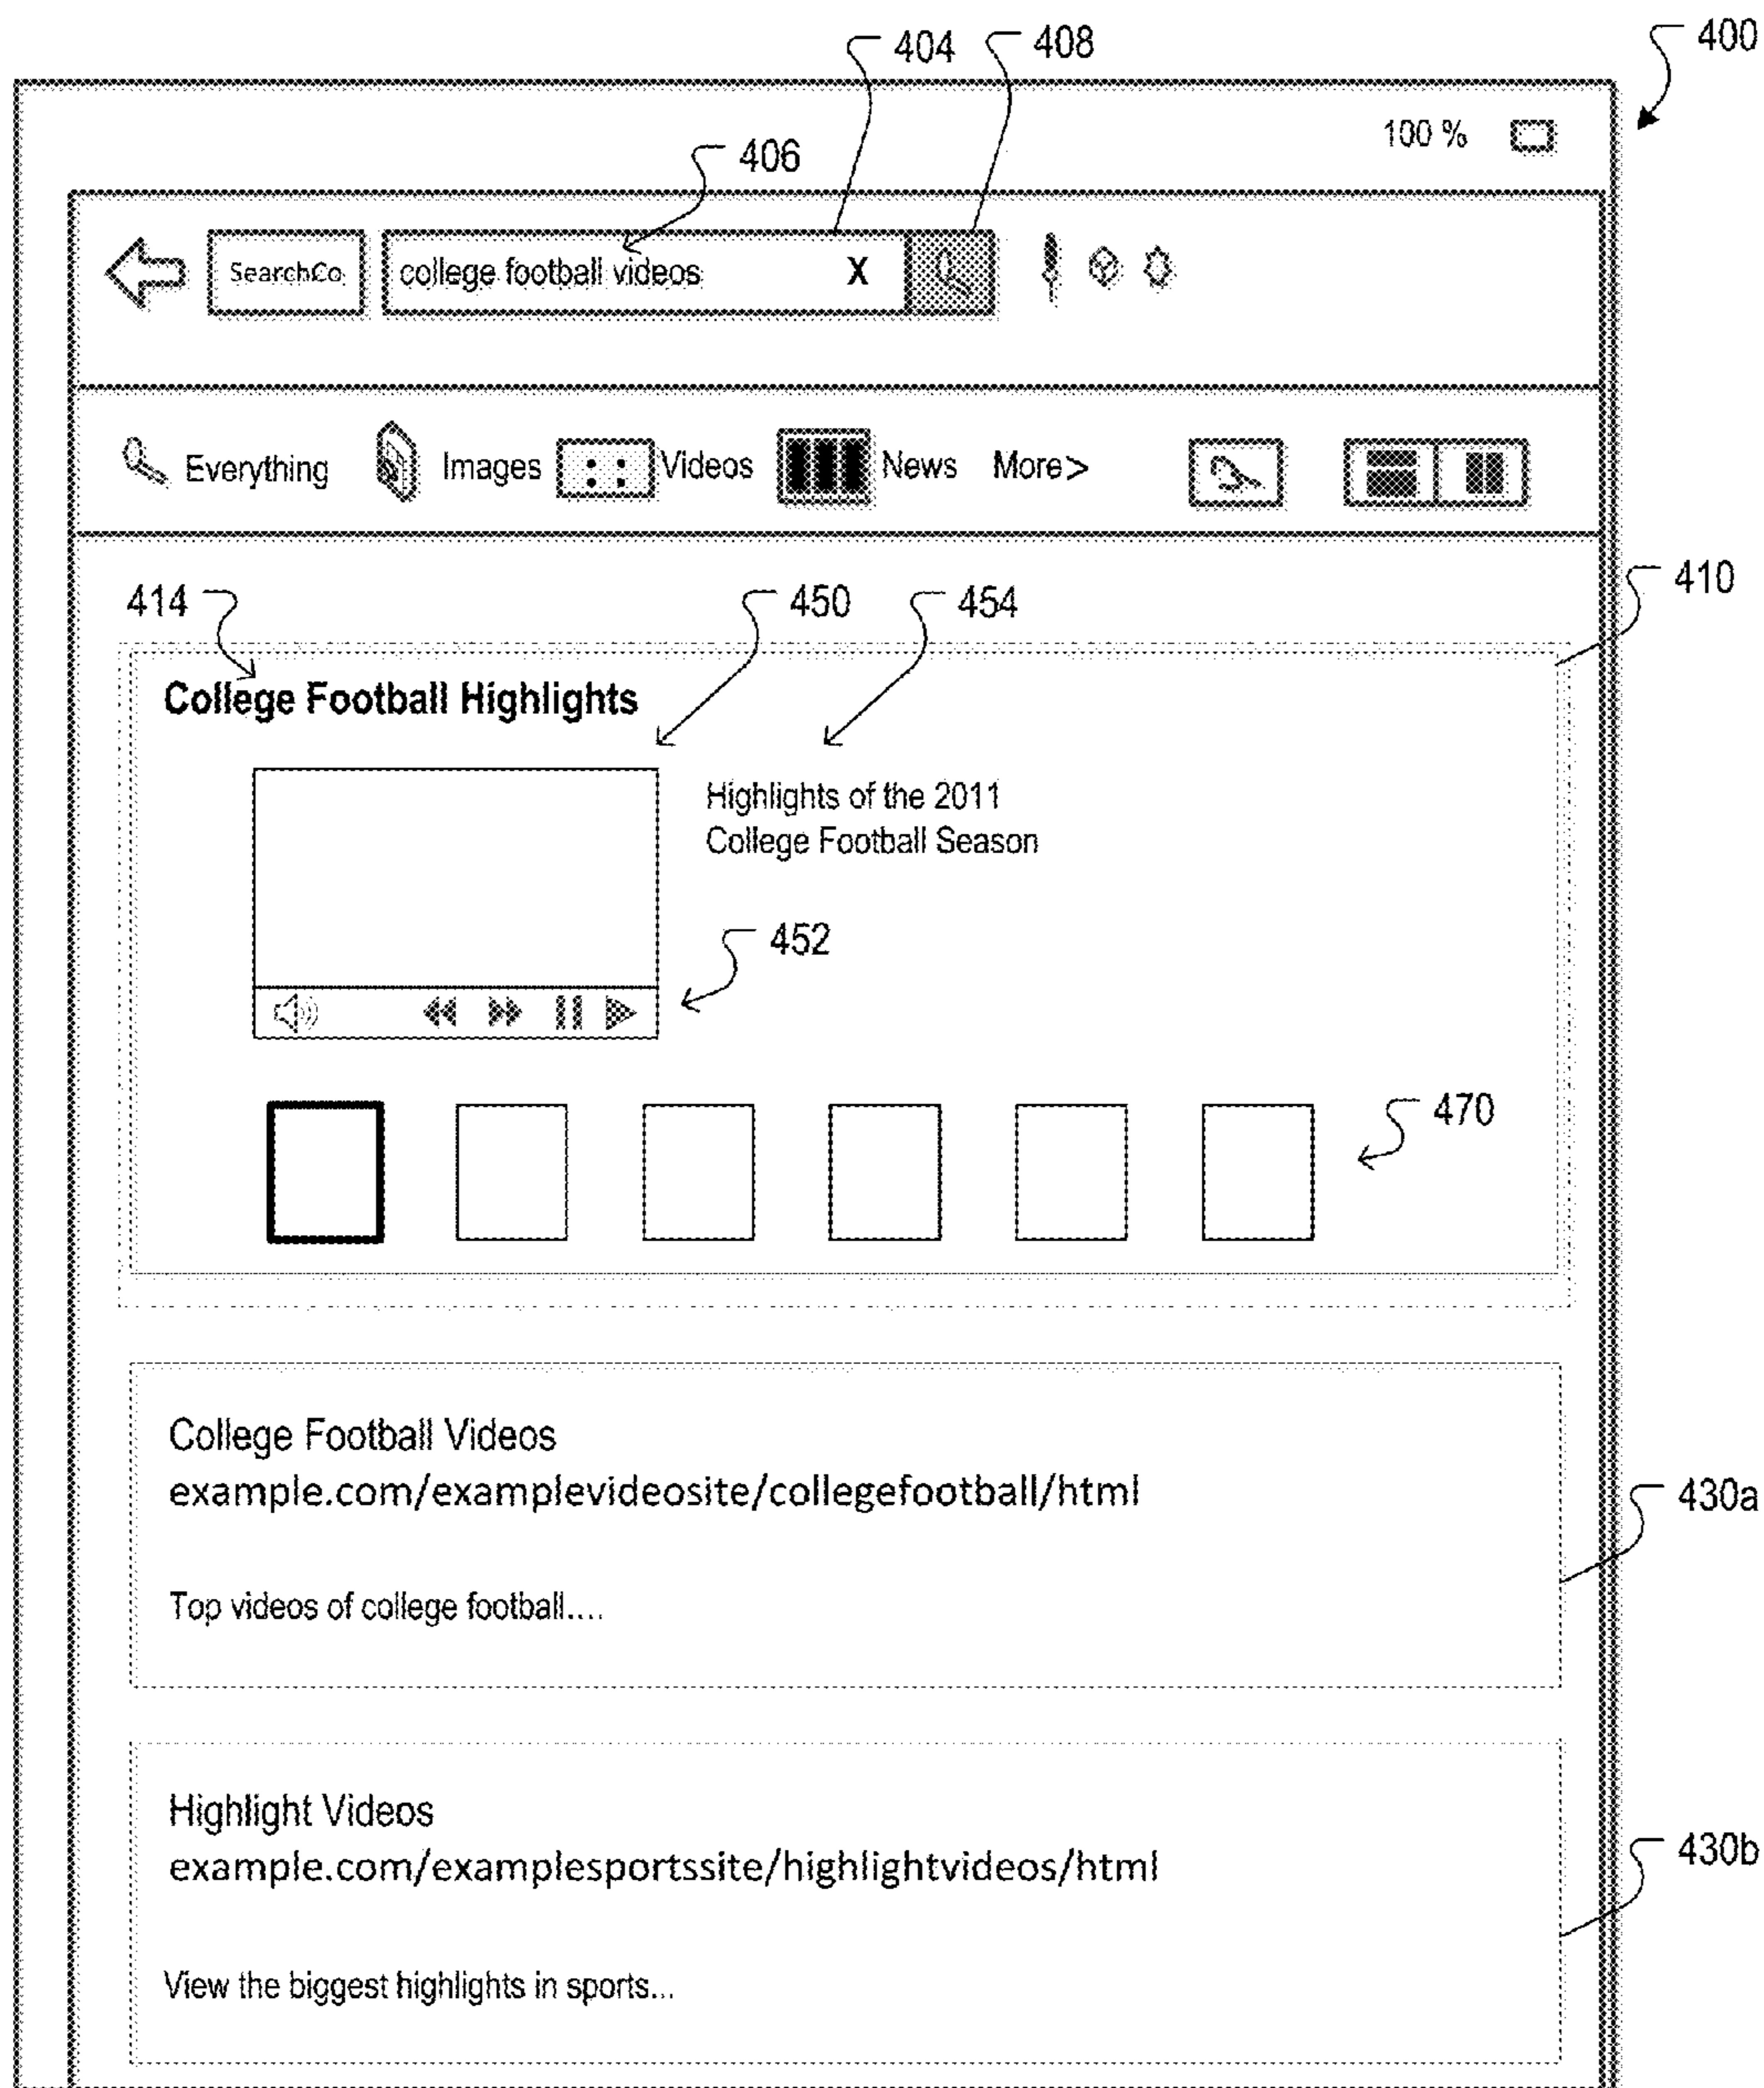 404 408 400
100 %
406
SearchCo college football videos X
Everything Images Videos News More>
410
414 450 454
College Football Highlights
Highlights of the 2011
College Football Season
452
470
College Football Videos
example.com/examplevideosite/collegefootball/html
430a
Top videos of college football....
Highlight Videos
430b
example.com/examplesportssite/highlightvideos/html
View the biggest highlights in sports...